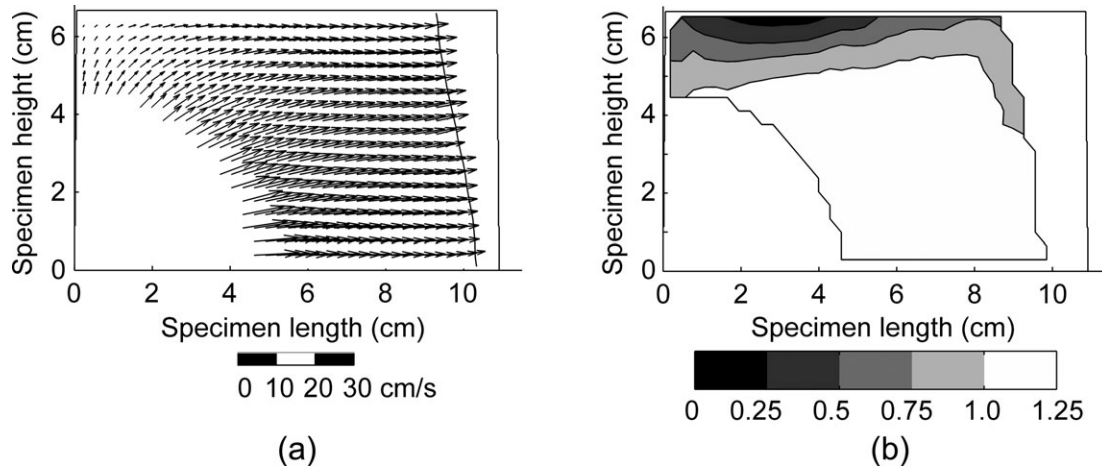 Specimen height (cm)
6
4
2
0
0 2 4 6 8 10
Specimen length (cm)
0 10 20 30 cm/s
(a)
Specimen height (cm)
6
4
2
0
0 2 4 6 8 10
Specimen length (cm)
0 0.25 0.5 0.75 1.0 1.25
(b)